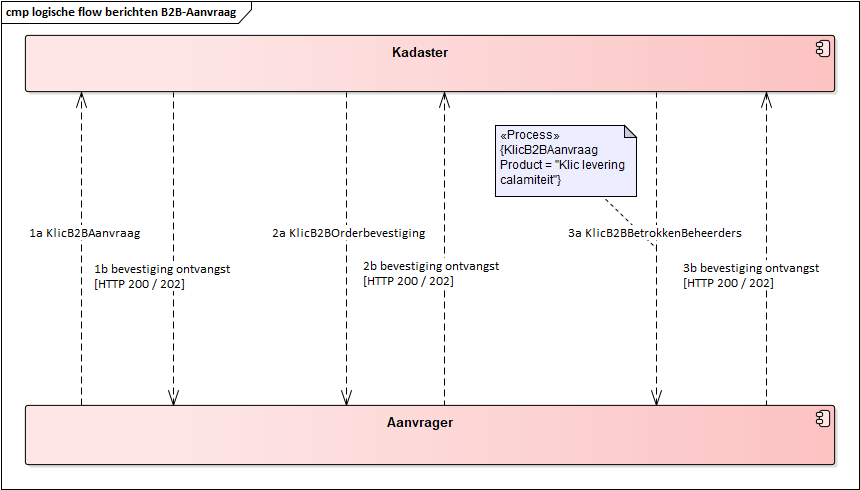 cmp logische flow berichten B2B-Aanvraag
Kadaster
«Process»
{KlicB2BAanvraag
Product = "Klic levering
calamiteit"}
1a KlicB2BAanvraag
2a KlicB2BOrderbevestiging
3a KlicB2BBetrokkenBeheerders
1b bevestiging ontvangst
[HTTP 200 / 202]
2b bevestiging ontvangst
[HTTP 200 / 202]
3b bevestiging ontvangst
[HTTP 200 / 202]
Aanvrager